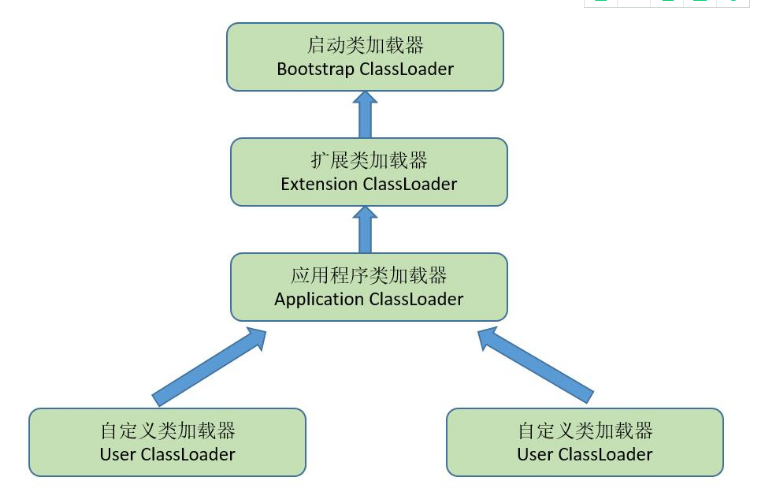 启动类加载器
Bootstrap ClassLoader
扩展类加载器
Extension ClassLoader
应用程序类加载器
Application ClassLoader
自定义类加载器
User ClassLoader
自定义类加载器
User ClassLoader